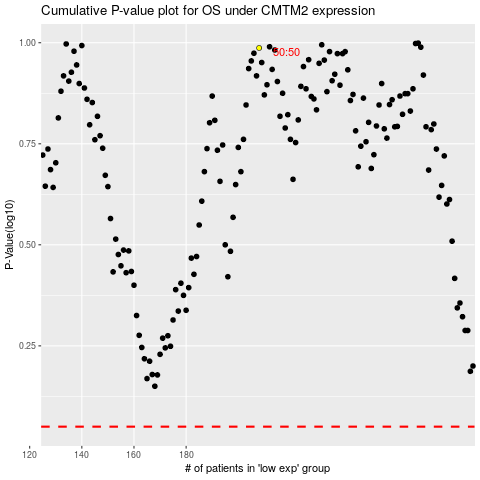 Cumulative P-value plot for OS under CMTM2 expression
1.00
50:50
0.75
0.50
0.25
P-Value(log10)
120 140 160 180
# of patients in 'low exp' group